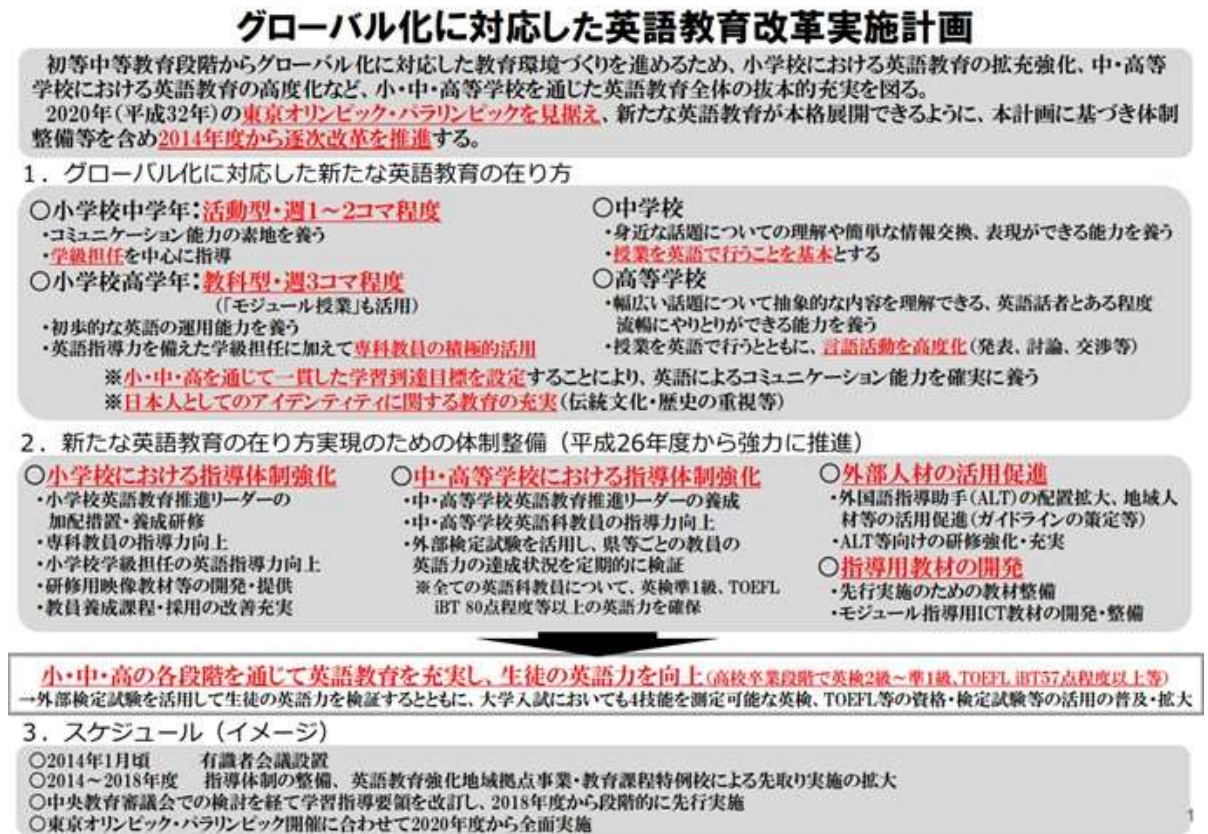 グローバル化に対応した英語教育改革実施計画
初等中等教育段階からグローバル化に対応した教育環境づくりを進めるため、小学校における英語教育の拡充強化、中・高等
学校における英語教育の高度化など、小・中・高等学校を通じた英語教育全体の抜本的充実を図る。
2020年(平成32年)の東京オリンピック・パラリンピックを見据え、新たな英語教育が本格展開できるように、本計画に基づき体制
整備等を含め2014年度から逐次改革を推進する。
1．グローバル化に対応した新たな英語教育の在り方
○小学校中学年：活動型・週1～2コマ程度
・コミュニケーション能力の素地を養う
・学級担任を中心に指導
○小学校高学年：教科型・週3コマ程度
(「モジュール授業」も活用)
・初歩的な英語の運用能力を養う
・英語指導力を備えた学級担任に加えて専科教員の積極的活用
○中学校
・身近な話題についての理解や簡単な情報交換、表現ができる能力を養う
・授業を英語で行うことを基本とする
○高等学校
・幅広い話題について抽象的な内容を理解できる、英語話者とある程度
流暢にやりとりができる能力を養う
・授業を英語で行うとともに、言語活動を高度化(発表、討論、交渉等)
※小・中・高を通じて一貫した学習到達目標を設定することにより、英語によるコミュニケーション能力を確実に養う
※日本人としてのアイデンティティに関する教育の充実(伝統文化・歴史の重視等)
2．新たな英語教育の在り方実現のための体制整備（平成26年度から強力に推進）
○小学校における指導体制強化
・小学校英語教育推進リーダーの
加配措置・養成研修
・専科教員の指導力向上
・小学校学級担任の英語指導力向上
・研修用映像教材等の開発・提供
・教員養成課程・採用の改善充実
○中・高等学校における指導体制強化
・中・高等学校英語教育推進リーダーの養成
・中・高等学校英語科教員の指導力向上
・外部検定試験を活用し、県等ごとの教員の
英語力の達成状況を定期的に検証
※全ての英語科教員について、英検準1級、TOEFL
iBT 80点程度等以上の英語力を確保
○外部人材の活用促進
・外国語指導助手(ALT)の配置拡大、地域人
材等の活用促進(ガイドラインの策定等)
・ALT等向けの研修強化・充実
○指導用教材の開発
・先行実施のための教材整備
・モジュール指導用ICT教材の開発・整備
小・中・高の各段階を通じて英語教育を充実し、生徒の英語力を向上(高校卒業段階で英検2級～準1級、TOEFL iBT57点程度以上等)
→外部検定試験を活用して生徒の英語力を検証するとともに、大学入試においても4技能を測定可能な英検、TOEFL等の資格・検定試験等の活用の普及・拡大
3．スケジュール（イメージ）
○2014年1月頃 有識者会議設置
○2014～2018年度 指導体制の整備、英語教育強化地域拠点事業・教育課程特例校による先取り実施の拡大
○中央教育審議会での検討を経て学習指導要領を改訂し、2018年度から段階的に先行実施
○東京オリンピック・パラリンピック開催に合わせて2020年度から全面実施
1